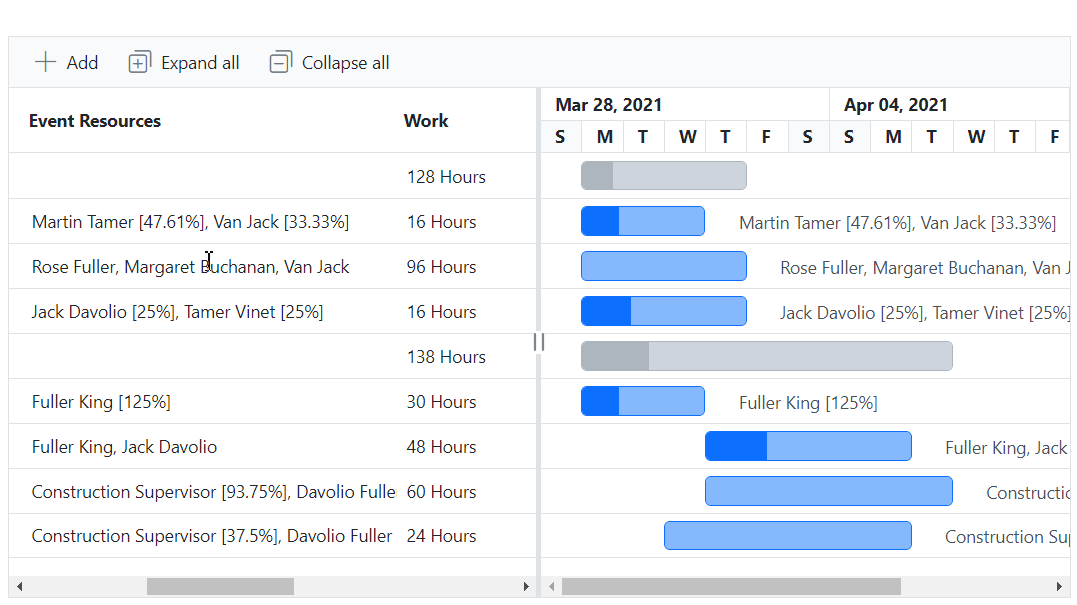 Add Expand all Collapse all
Event Resources Work Mar 28, 2021 Apr 04, 2021
S M T W T F S S M T W T F
128 Hours
Martin Tamer [47.61%], Van Jack [33.33%] 16 Hours Martin Tamer [47.61%], Van Jack [33.33%]
Rose Fuller, Margaret Buchanan, Van Jack 96 Hours Rose Fuller, Margaret Buchanan, Van J
Jack Davolio [25%], Tamer Vinet [25%] 16 Hours Jack Davolio [25%], Tamer Vinet [25%]
138 Hours
Fuller King [125%] 30 Hours Fuller King [125%]
Fuller King, Jack Davolio 48 Hours Fuller King, Jack
Construction Supervisor [93.75%], Davolio Fulle 60 Hours Constructio
Construction Supervisor [37.5%], Davolio Fuller 24 Hours Construction Su